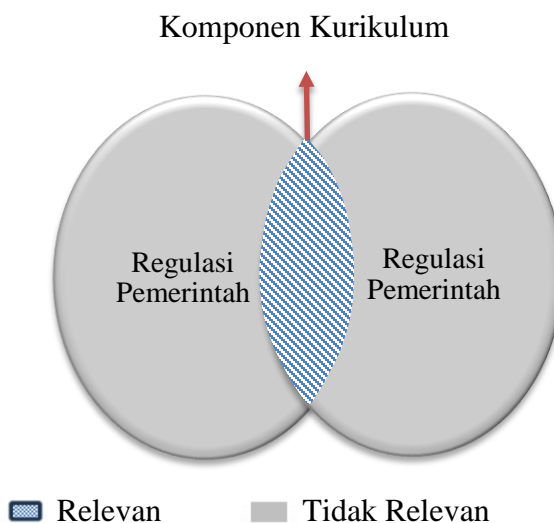 Komponen Kurikulum
Regulasi
Pemerintah
Regulasi
Pemerintah
Relevan
Tidak Relevan